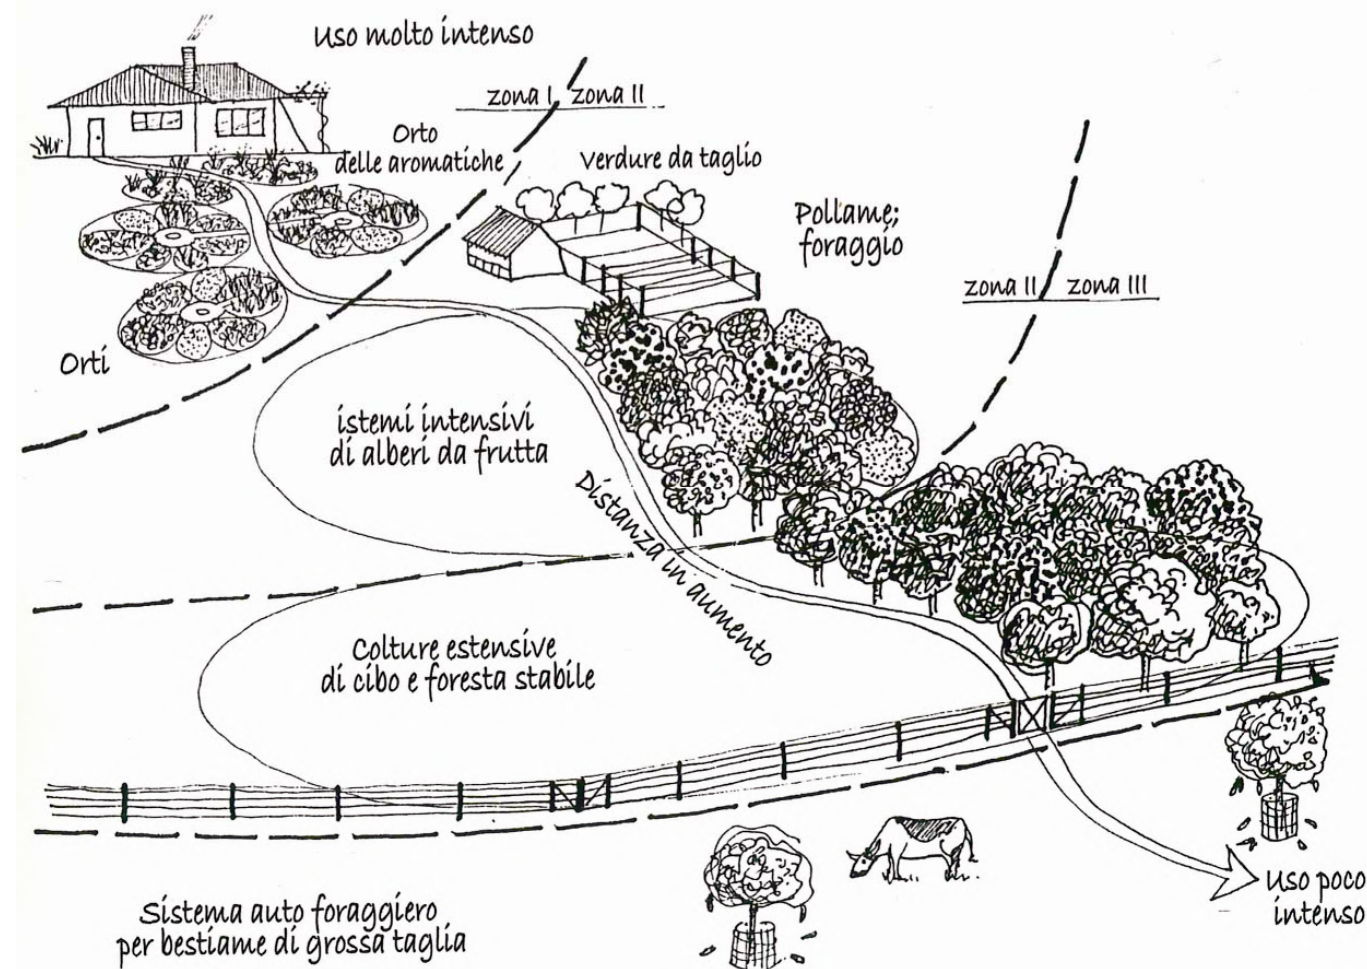 Uso molto intenso
zona I zona II
Orto
delle aromatiche
Verdure da taglio
Pollame;
foraggio
zona II zona III
Orti
istemi intensivi
di alberi da frutta
Distanza in aumento
Colture estensive
di cibo e foresta stabile
Uso poco
intenso
Sistema auto foraggiero
per bestiame di grossa taglia